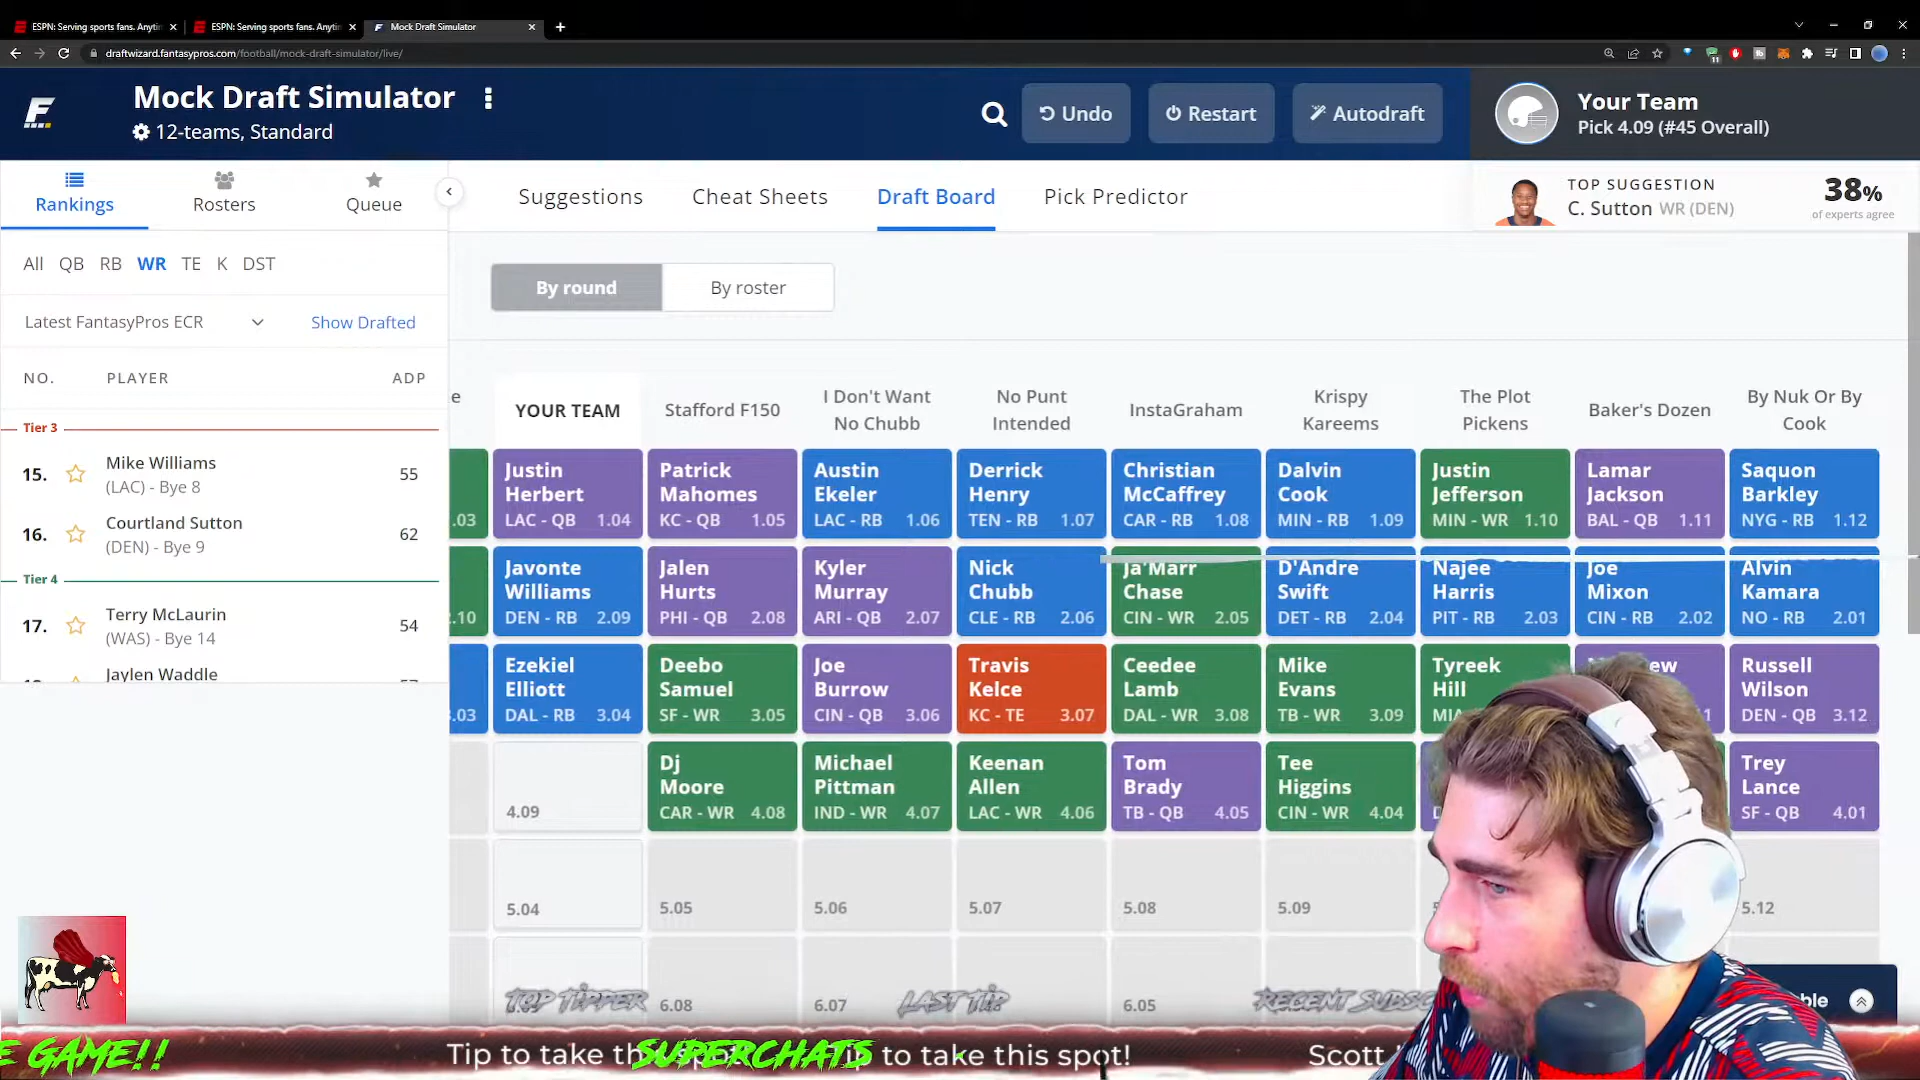 ESPN: Serving sports fans. Anytim
ESPN: Serving sports fans. Anytim
Mock Draft Simulator
draftwizard.fantasypros.com/football/mock-draft-simulator/live/
Mock Draft Simulator
12-teams, Standard
Undo
Restart
Autodraft
Your Team
Pick 4.09 (#45 Overall)
Rankings
Rosters
Queue
Suggestions
Cheat Sheets
Draft Board
Pick Predictor
TOP SUGGESTION
C. Sutton WR (DEN)
38%
of experts agree
All QB RB WR TE K DST
By round
By roster
Latest FantasyPros ECR
Show Drafted
NO. PLAYER ADP
Tier 3
15. Mike Williams 55
(LAC) - Bye 8
16. Courtland Sutton 62
(DEN) - Bye 9
Tier 4
17. Terry McLaurin 54
(WAS) - Bye 14
Jaylen Waddle
e
YOUR TEAM
Stafford F150
I Don't Want No Chubb
No Punt Intended
InstaGraham
Krispy Kareems
The Plot Pickens
Baker's Dozen
By Nuk Or By Cook
.03
Justin Herbert LAC - QB 1.04
Patrick Mahomes KC - QB 1.05
Austin Ekeler LAC - RB 1.06
Derrick Henry TEN - RB 1.07
Christian McCaffrey CAR - RB 1.08
Dalvin Cook MIN - RB 1.09
Justin Jefferson MIN - WR 1.10
Lamar Jackson BAL - QB 1.11
Saquon Barkley NYG - RB 1.12
.10
Javonte Williams DEN - RB 2.09
Jalen Hurts PHI - QB 2.08
Kyler Murray ARI - QB 2.07
Nick Chubb CLE - RB 2.06
Ja'Marr Chase CIN - WR 2.05
D'Andre Swift DET - RB 2.04
Najee Harris PIT - RB 2.03
Joe Mixon CIN - RB 2.02
Alvin Kamara NO - RB 2.01
.03
Ezekiel Elliott DAL - RB 3.04
Deebo Samuel SF - WR 3.05
Joe Burrow CIN - QB 3.06
Travis Kelce KC - TE 3.07
Ceedee Lamb DAL - WR 3.08
Mike Evans TB - WR 3.09
Tyreek Hill
Russell Wilson DEN - QB 3.12
4.09
Dj Moore CAR - WR 4.08
Michael Pittman IND - WR 4.07
Keenan Allen LAC - WR 4.06
Tom Brady TB - QB 4.05
Tee Higgins CIN - WR 4.04
Trey Lance SF - QB 4.01
5.04
5.05
5.06
5.07
5.08
5.09
5.12
6.08
6.07
6.05
TOP TIPPER
LAST TIP
E GAME!!
SUPERCHATS
to take this spot!
Scott